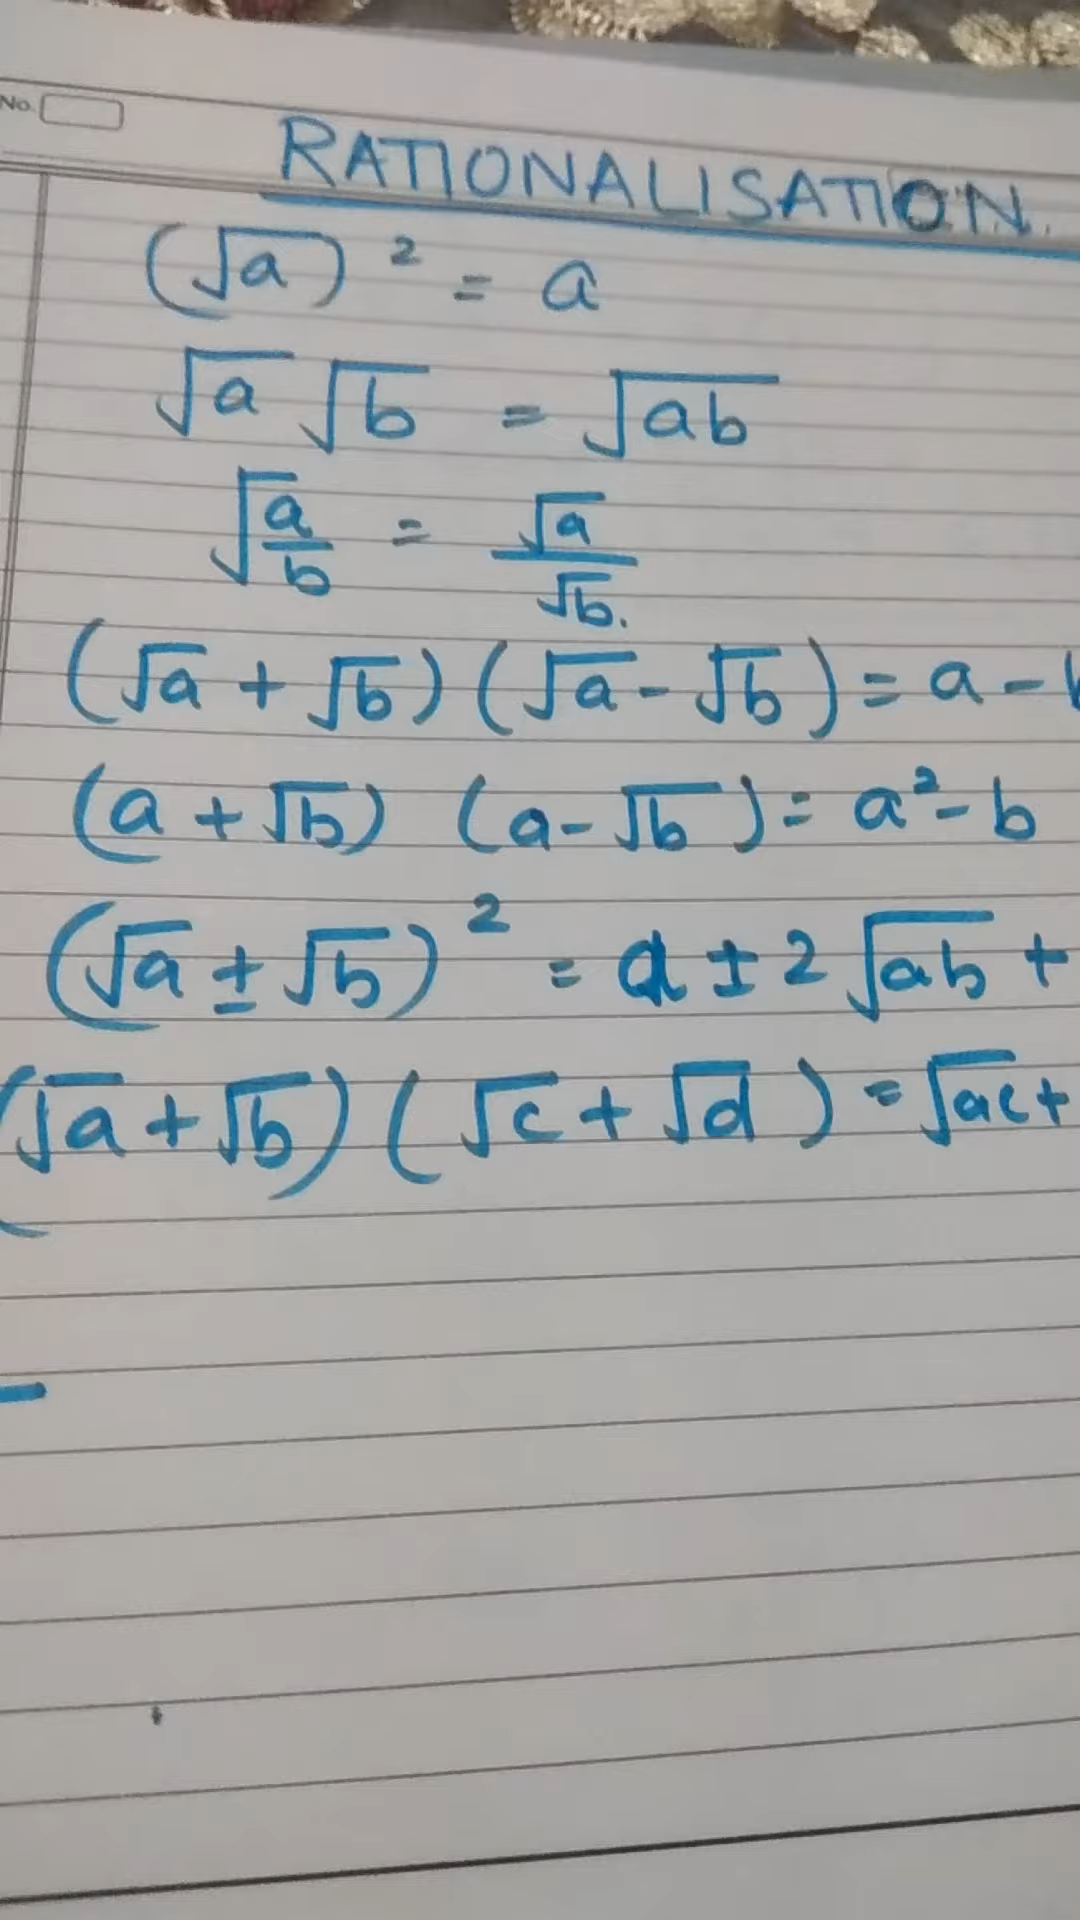 No.
RATIONALISATION.
(√a)² = a
√a √b = √ab
√a/b = √a/√b.
(√a + √b) (√a - √b) = a -
(a + √b) (a - √b) = a² - b
(√a ± √b)² = a ± 2√ab +
(√a + √b) (√c + √d) = √ac +